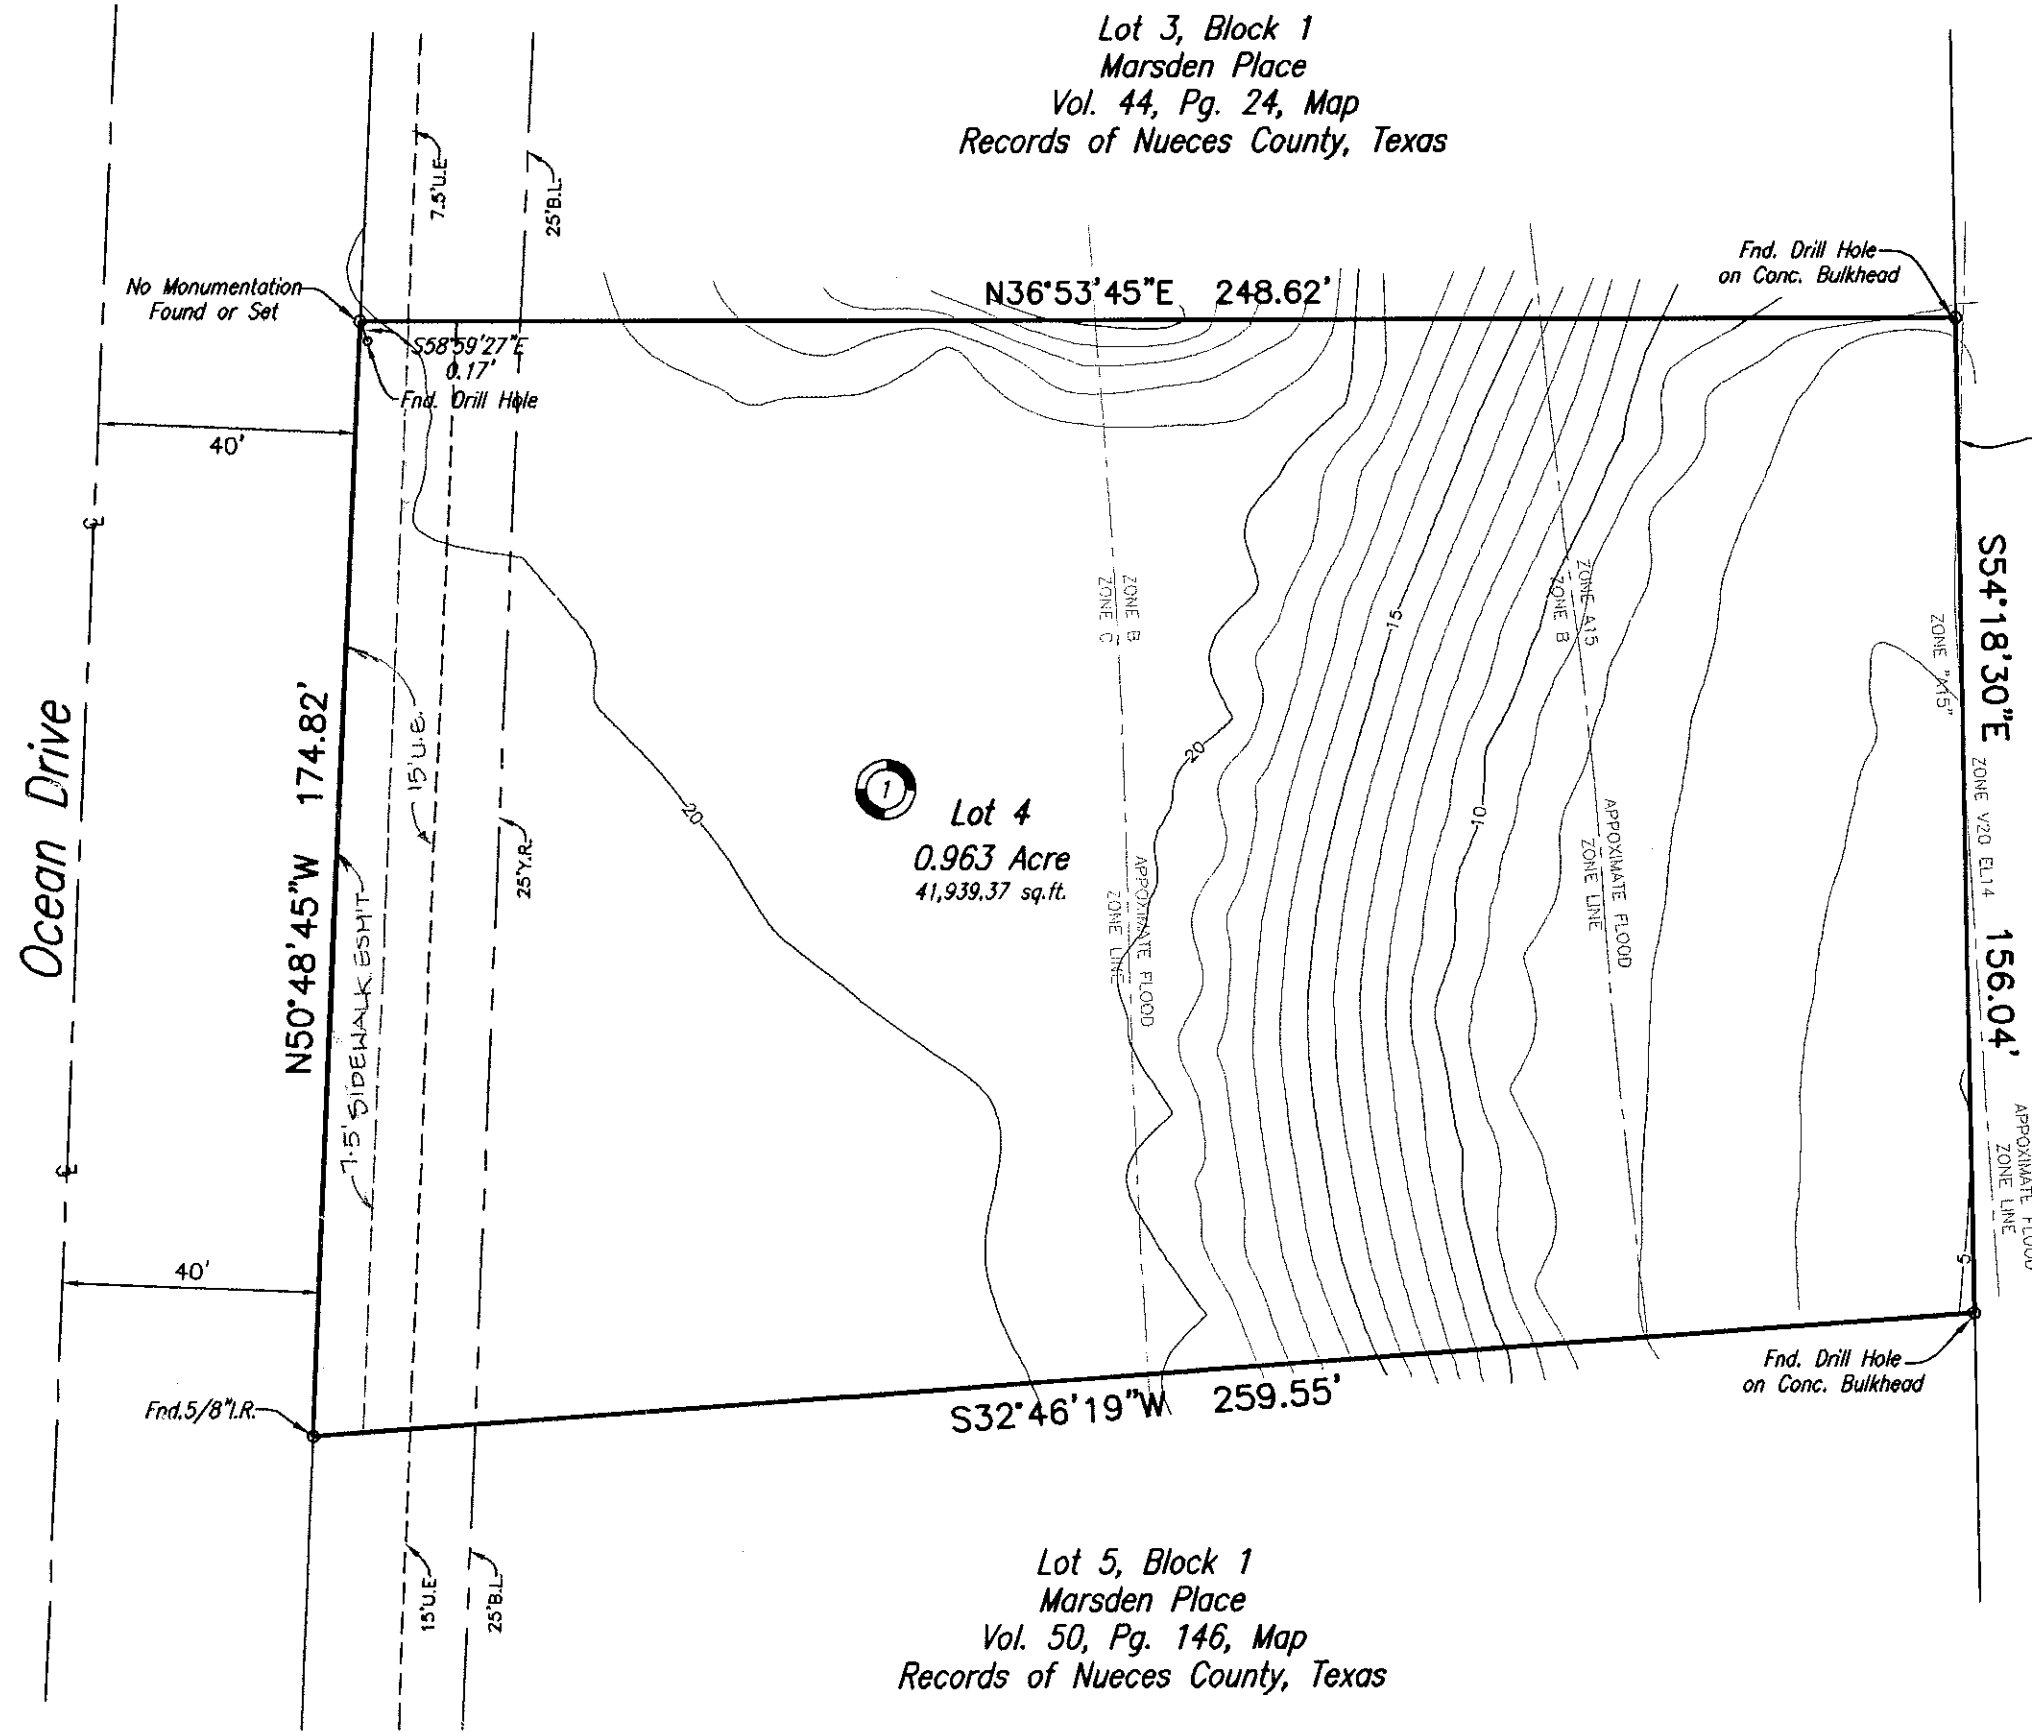 Lot 3, Block 1
Marsden Place
Vol. 44, Pg. 24, Map
Records of Nueces County, Texas
7.5'U.E.
25'B.L.
No Monumentation
Found or Set
N36°53'45"E 248.62'
Fnd. Drill Hole
on Conc. Bulkhead
S58°59'27"E
0.17'
Fnd. Drill Hole
40'
ZONE B
ZONE C
ZONE A15
ZONE B
15
ZONE "A15"
S54°18'30"E 156.04'
Ocean Drive
N50°48'45"W 174.82'
15'U.E.
20
20
10
1
Lot 4
0.963 Acre
41,939.37 sq.ft.
25'Y.R.
7.5' SIDEWALK ESM'T
APPOXIMATE FLOOD
ZONE LINE
APPOXIMATE FLOOD
ZONE LINE
ZONE V20 EL14
APPOXIMATE FLOOD
ZONE LINE
40'
5
Fnd.5/8"I.R.
S32°46'19"W 259.55'
Fnd. Drill Hole
on Conc. Bulkhead
15'U.E
25'B.L.
Lot 5, Block 1
Marsden Place
Vol. 50, Pg. 146, Map
Records of Nueces County, Texas